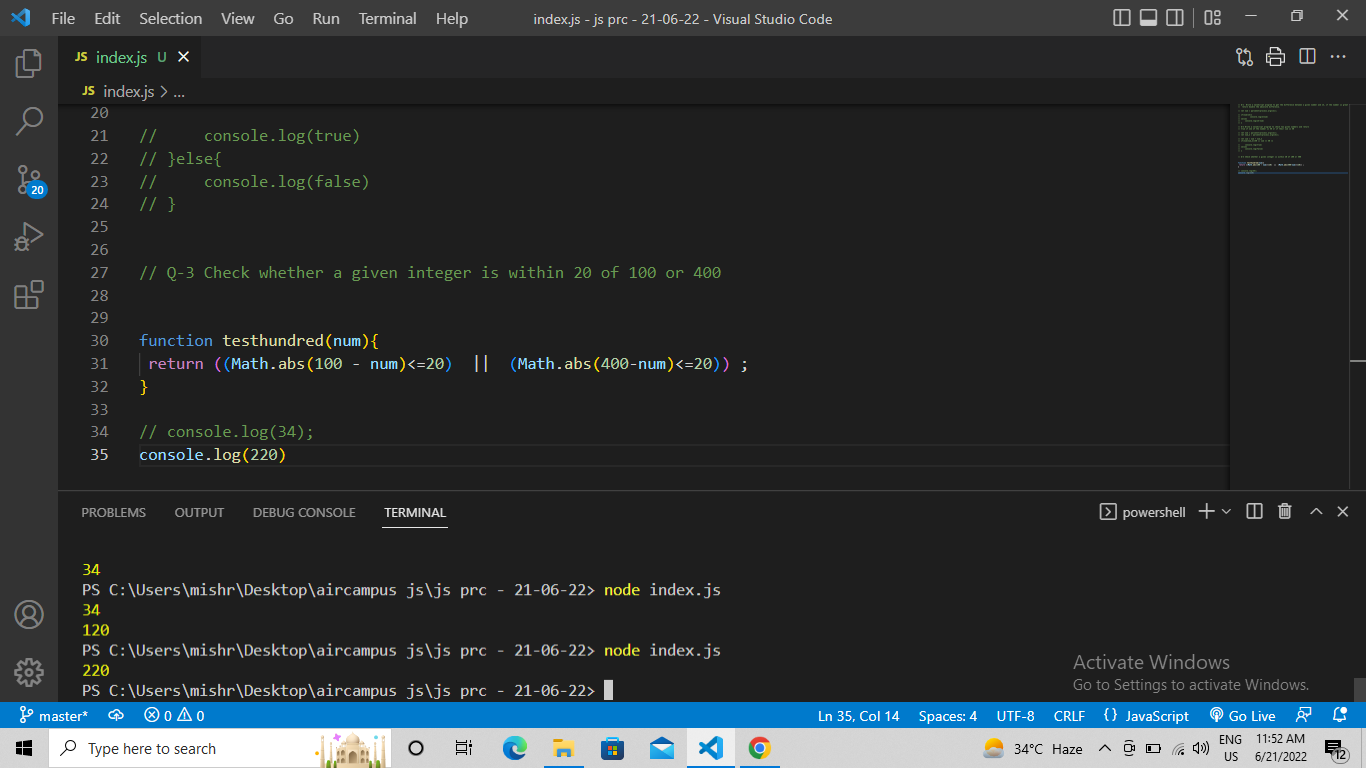 File Edit Selection View Go Run Terminal Help index.js - js prc - 21-06-22 - Visual Studio Code
JS index.js U
JS index.js > ...
20
21 //     console.log(true)
22 // }else{
23 //     console.log(false)
24 // }
25
26
27 // Q-3 Check whether a given integer is within 20 of 100 or 400
28
29
30 function testhundred(num){
31  return ((Math.abs(100 - num)<=20)  ||  (Math.abs(400-num)<=20)) ;
32 }
33
34 // console.log(34);
35 console.log(220)
20
PROBLEMS OUTPUT DEBUG CONSOLE TERMINAL powershell
34
PS C:\Users\mishr\Desktop\aircampus js\js prc - 21-06-22> node index.js
34
120
PS C:\Users\mishr\Desktop\aircampus js\js prc - 21-06-22> node index.js
220
PS C:\Users\mishr\Desktop\aircampus js\js prc - 21-06-22>
Activate Windows
Go to Settings to activate Windows.
master* 0 0 Ln 35, Col 14 Spaces: 4 UTF-8 CRLF {} JavaScript Go Live
Type here to search 34°C Haze ENG US 11:52 AM 6/21/2022 12